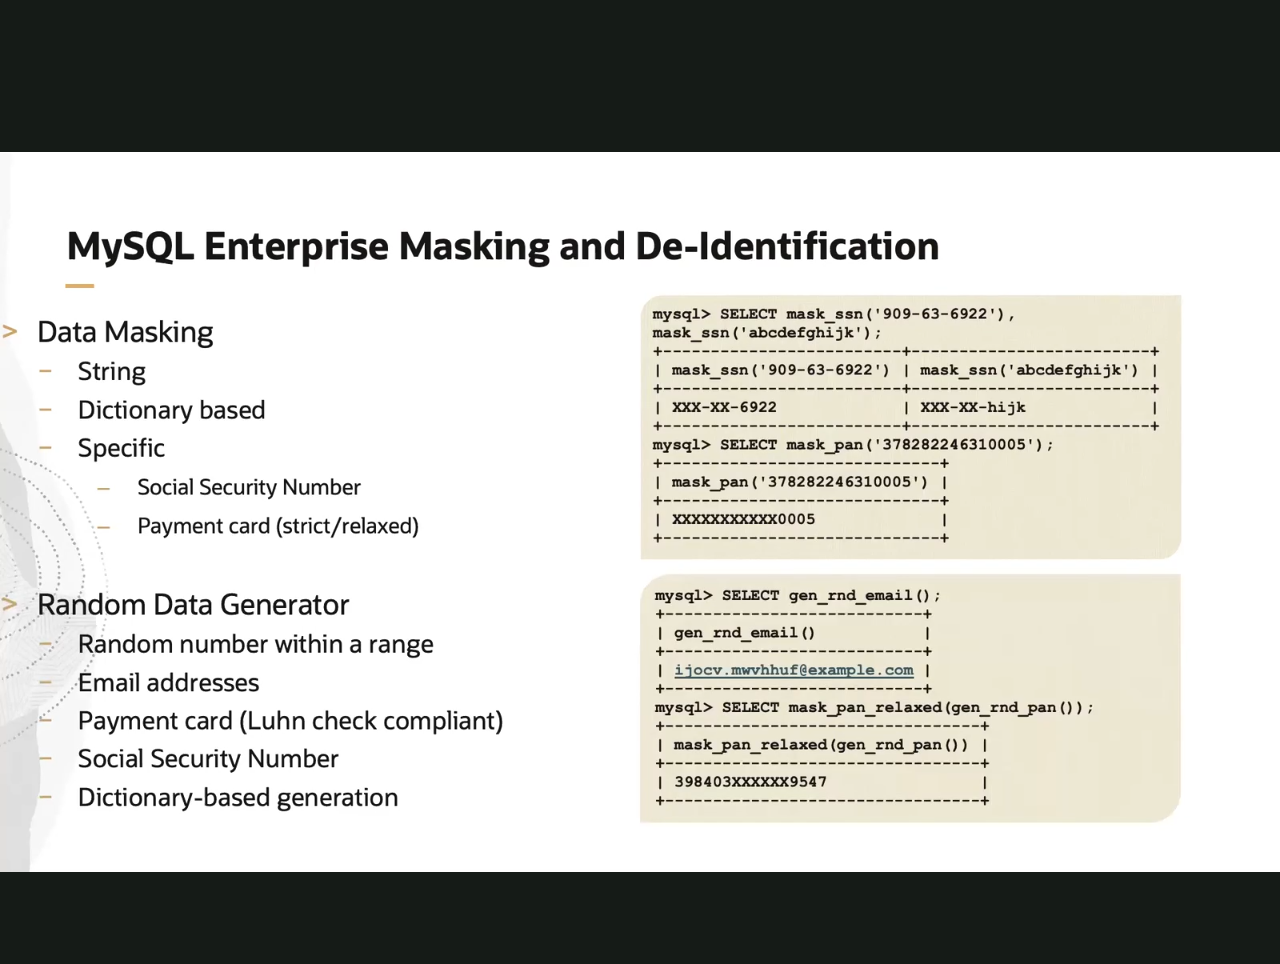 MySQL Enterprise Masking and De-Identification
> Data Masking
– String
– Dictionary based
– Specific
– Social Security Number
– Payment card (strict/relaxed)
> Random Data Generator
– Random number within a range
– Email addresses
– Payment card (Luhn check compliant)
– Social Security Number
– Dictionary-based generation
mysql> SELECT mask_ssn('909-63-6922'),
mask_ssn('abcdefghijk');
+--------------------------+-------------------------+
| mask_ssn('909-63-6922') | mask_ssn('abcdefghijk') |
+--------------------------+-------------------------+
| XXX-XX-6922 | XXX-XX-hijk |
+--------------------------+-------------------------+
mysql> SELECT mask_pan('378282246310005');
+-----------------------------+
| mask_pan('378282246310005') |
+-----------------------------+
| XXXXXXXXXXX0005 |
+-----------------------------+
mysql> SELECT gen_rnd_email();
+---------------------------+
| gen_rnd_email() |
+---------------------------+
| ijocv.mwvhhuf@example.com |
+---------------------------+
mysql> SELECT mask_pan_relaxed(gen_rnd_pan());
+---------------------------------+
| mask_pan_relaxed(gen_rnd_pan()) |
+---------------------------------+
| 398403XXXXXX9547 |
+---------------------------------+